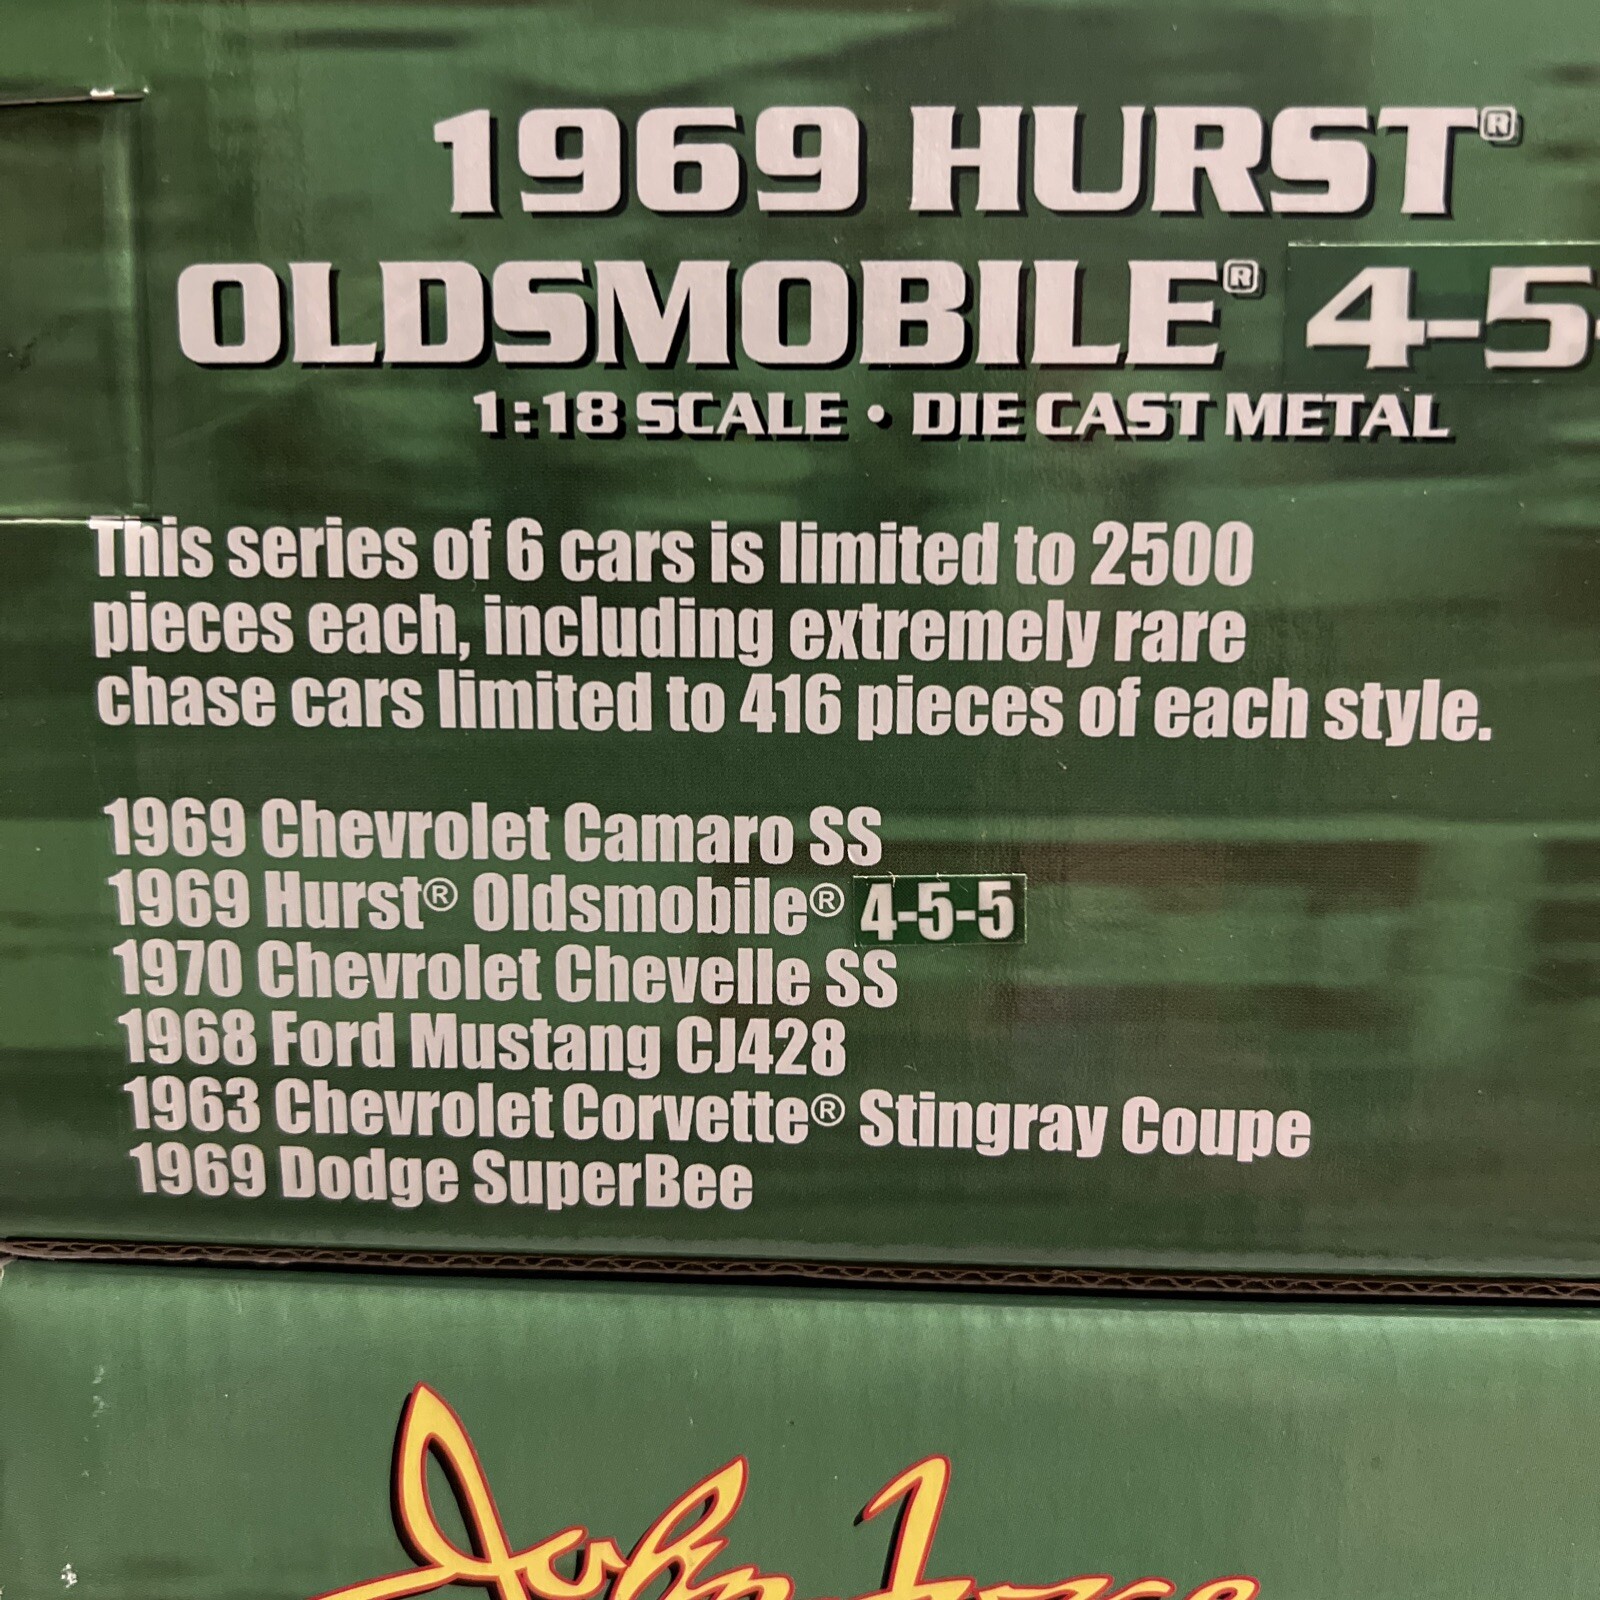 1969 HURST®
OLDSMOBILE® 4-5-
1:18 SCALE • DIE CAST METAL
This series of 6 cars is limited to 2500
pieces each, including extremely rare
chase cars limited to 416 pieces of each style.
1969 Chevrolet Camaro SS
1969 Hurst® Oldsmobile® 4-5-5
1970 Chevrolet Chevelle SS
1968 Ford Mustang CJ428
1963 Chevrolet Corvette® Stingray Coupe
1969 Dodge SuperBee
John